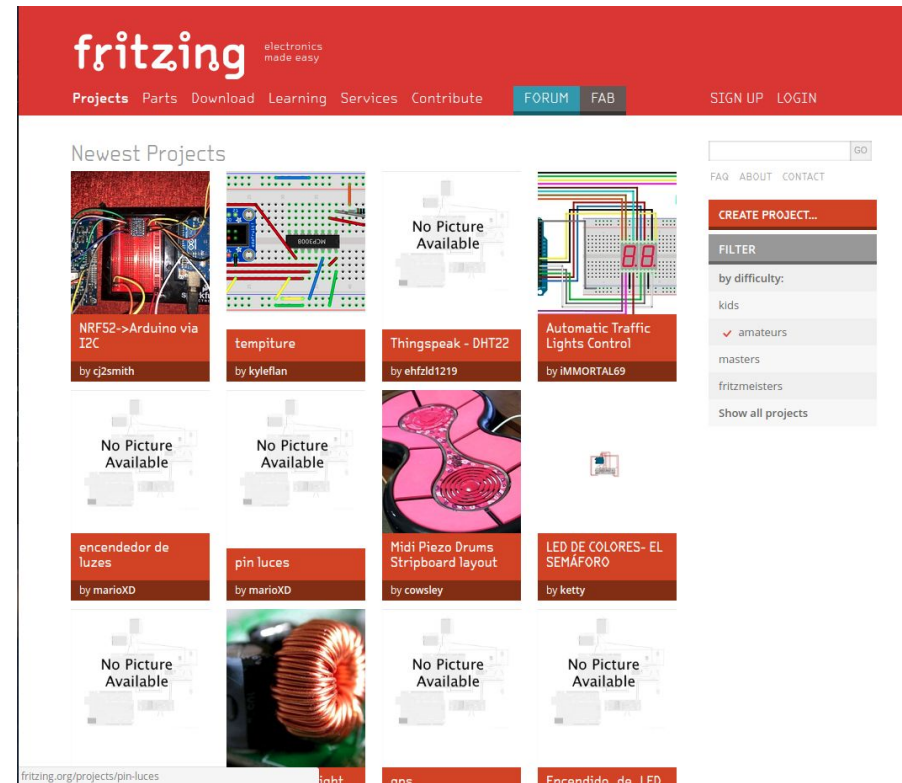 fritzing
electronics
made easy
Projects Parts Download Learning Services Contribute FORUM FAB SIGN UP LOGIN
Newest Projects
GO
FAQ ABOUT CONTACT
CREATE PROJECT...
FILTER
by difficulty:
kids
amateurs
masters
fritzmeisters
Show all projects
MCP3008
No Picture
Available
8.8.
NRF52->Arduino via
I2C
by cj2smith
tempiture
by kyleflan
Thingspeak - DHT22
by ehfzld1219
Automatic Traffic
Lights Control
by iMMORTAL69
No Picture
Available
No Picture
Available
encendedor de
luzes
by marioXD
pin luces
by marioXD
Midi Piezo Drums
Stripboard layout
by cowsley
LED DE COLORES- EL
SEMÁFORO
by ketty
No Picture
Available
No Picture
Available
No Picture
Available
gps
Encendido de LED
fritzing.org/projects/pin-luces